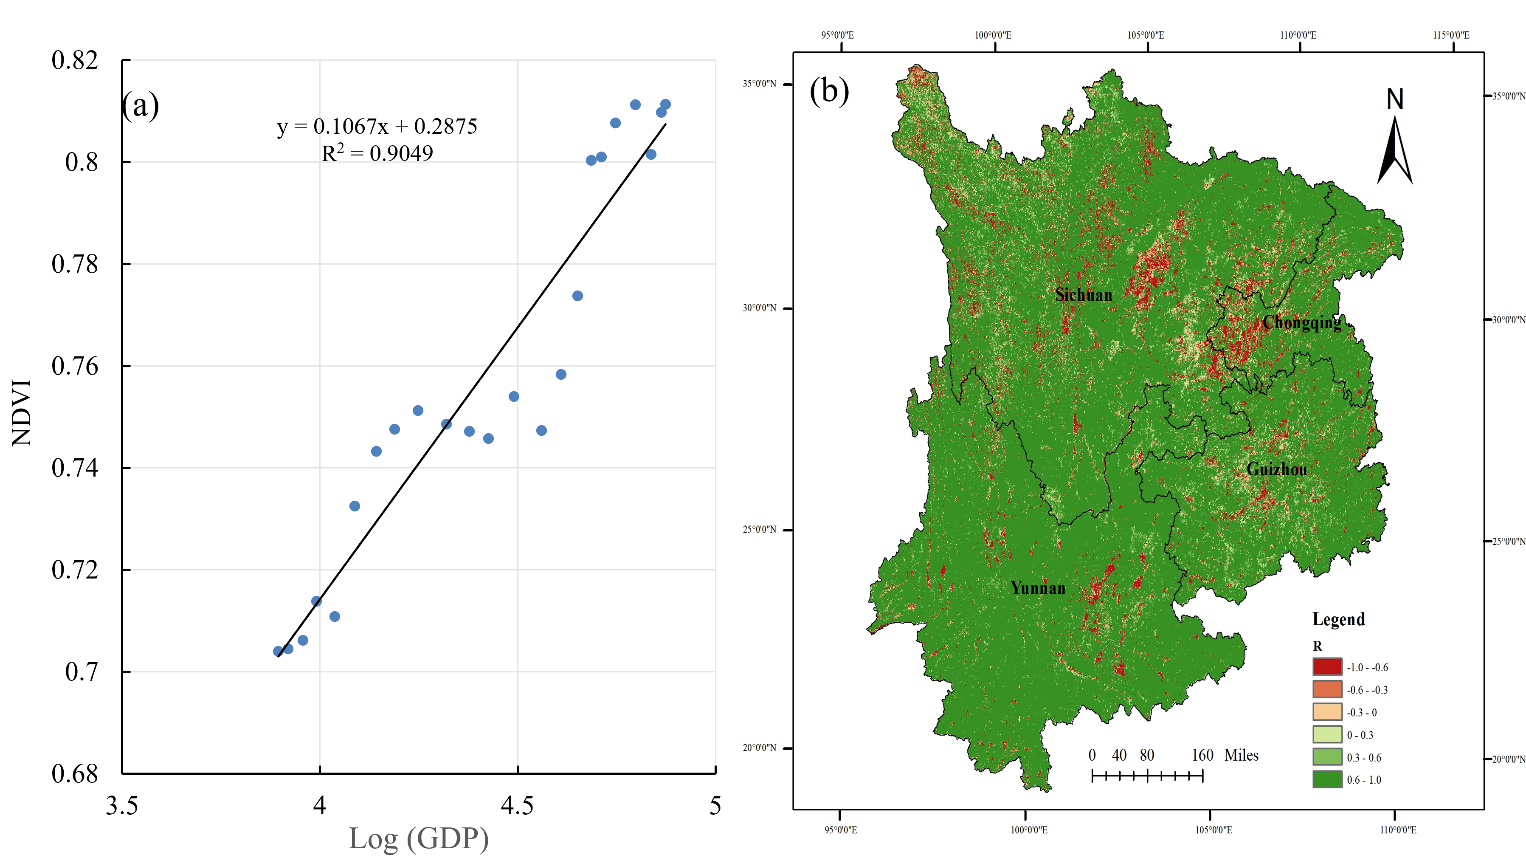 (a)
y = 0.1067x + 0.2875
R² = 0.9049
0.82
0.8
0.78
0.76
0.74
0.72
0.7
0.68
3.5
4
4.5
5
NDVI
Log (GDP)
(b)
95°0'0"E
100°0'0"E
105°0'0"E
110°0'0"E
115°0'0"E
35°0'0"N
30°0'0"N
25°0'0"N
20°0'0"N
35°0'0"N
30°0'0"N
25°0'0"N
20°0'0"N
N
Sichuan
Chongqing
Guizhou
Yunnan
Legend
R
-1.0 - -0.6
-0.6 - -0.3
-0.3 - 0
0 - 0.3
0.3 - 0.6
0.6 - 1.0
0 40 80 160 Miles
95°0'0"E
100°0'0"E
105°0'0"E
110°0'0"E